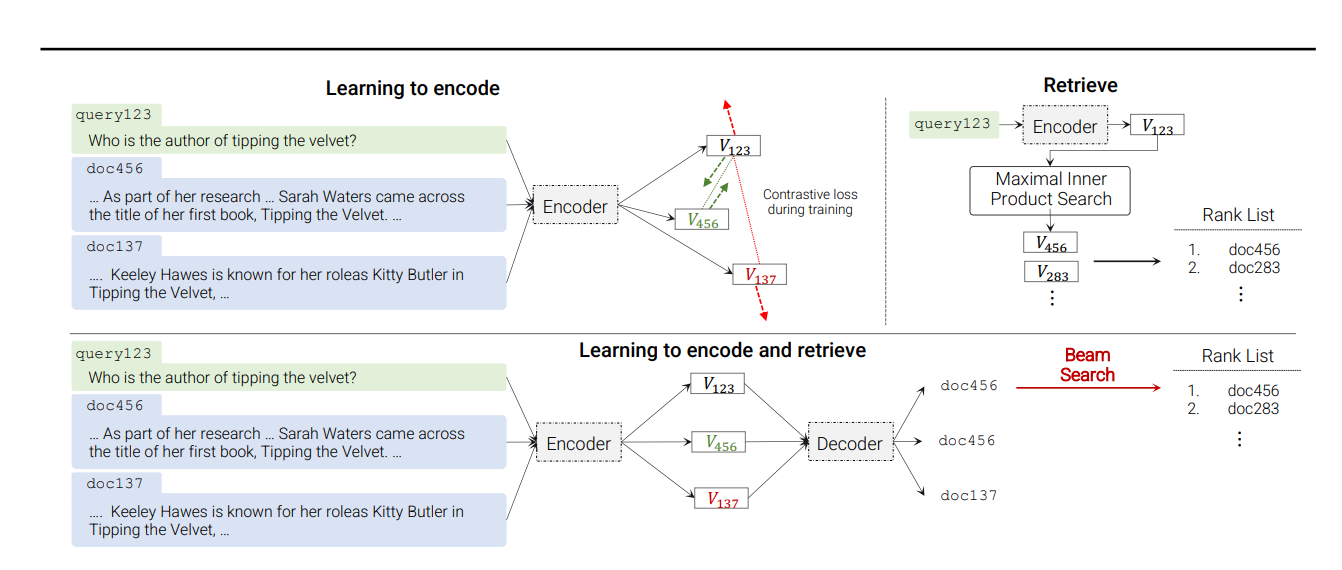 Learning to encode
query123
Who is the author of tipping the velvet?
doc456
... As part of her research ... Sarah Waters came across
the title of her first book, Tipping the Velvet. ...
doc137
.... Keeley Hawes is known for her roleas Kitty Butler in
Tipping the Velvet, ...
Encoder
V123
V456
V137
Contrastive loss
during training
Retrieve
query123
Encoder
V123
Maximal Inner
Product Search
V456
V283
⋮
Rank List
1. doc456
2. doc283
⋮
Learning to encode and retrieve
query123
Who is the author of tipping the velvet?
doc456
... As part of her research ... Sarah Waters came across
the title of her first book, Tipping the Velvet. ...
doc137
.... Keeley Hawes is known for her roleas Kitty Butler in
Tipping the Velvet, ...
Encoder
V123
V456
V137
Decoder
doc456
doc456
doc137
Beam
Search
Rank List
1. doc456
2. doc283
⋮